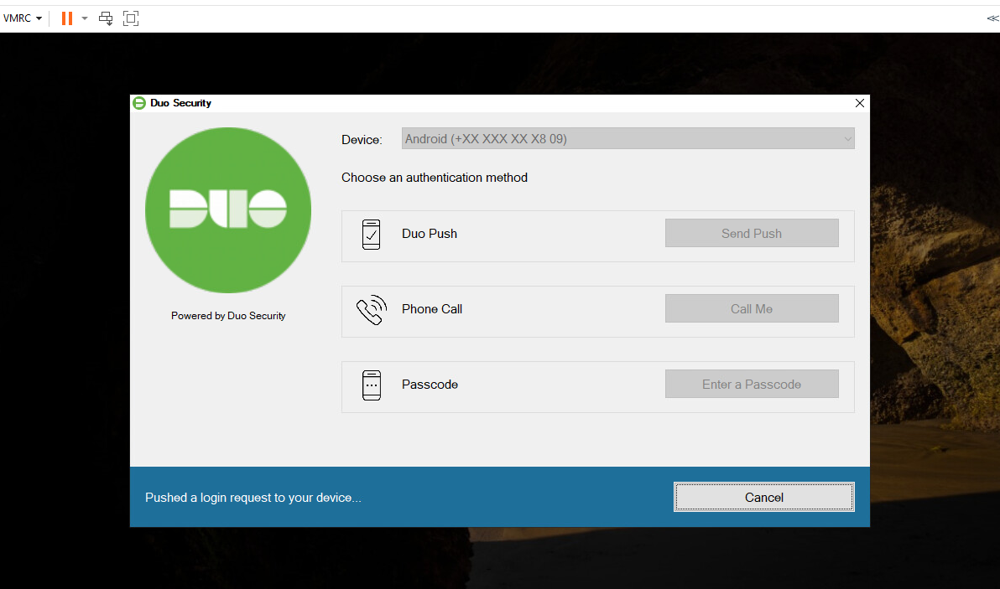 VMRC
Duo Security
Device: Android (+XX XXX XX X8 09)
Choose an authentication method
DUO
Duo Push Send Push
Phone Call Call Me
Powered by Duo Security
Passcode Enter a Passcode
Pushed a login request to your device... Cancel